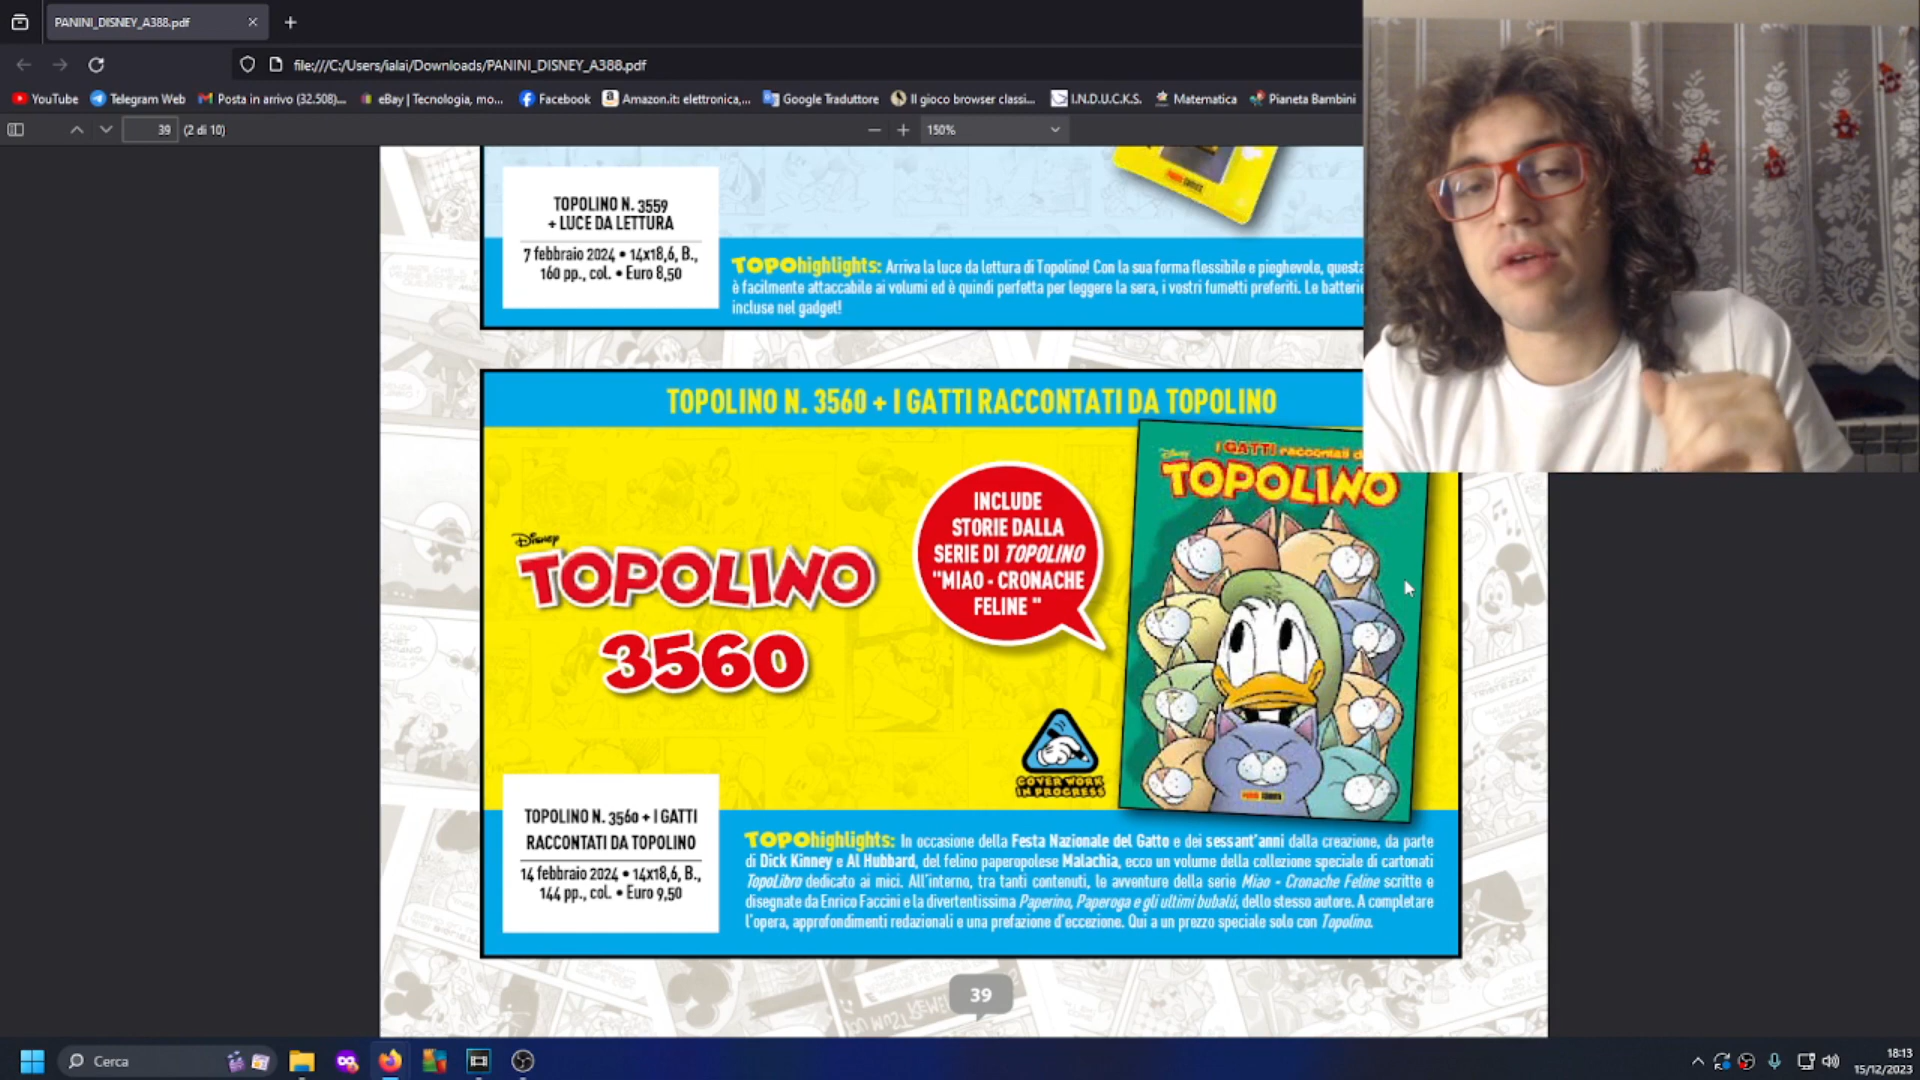 PANINI_DISNEY_A388.pdf
file:///C:/Users/ialai/Downloads/PANINI_DISNEY_A388.pdf
YouTube
Telegram Web
Posta in arrivo (32.508)...
eBay | Tecnologia, mo...
Facebook
Amazon.it: elettronica,...
Google Traduttore
Il gioco browser classi...
I.N.D.U.C.K.S.
Matematica
Pianeta Bambini
39 (2 di 10)
150%
TOPOLINO N. 3559
+ LUCE DA LETTURA
7 febbraio 2024 • 14x18,6, B.,
160 pp., col. • Euro 8,50
TOPOhighlights: Arriva la luce da lettura di Topolino! Con la sua forma flessibile e pieghevole, questa
è facilmente attaccabile ai volumi ed è quindi perfetta per leggere la sera, i vostri fumetti preferiti. Le batterie
incluse nel gadget!
TOPOLINO N. 3560 + I GATTI RACCONTATI DA TOPOLINO
Disney
TOPOLINO
3560
INCLUDE
STORIE DALLA
SERIE DI TOPOLINO
"MIAO - CRONACHE
FELINE "
I GATTI raccontati d
Disney
TOPOLINO
COVER WORK
IN PROGRESS
TOPOLINO N. 3560 + I GATTI
RACCONTATI DA TOPOLINO
14 febbraio 2024 • 14x18,6, B.,
144 pp., col. • Euro 9,50
TOPOhighlights: In occasione della Festa Nazionale del Gatto e dei sessant'anni dalla creazione, da parte
di Dick Kinney e Al Hubbard, del felino paperopolese Malachia, ecco un volume della collezione speciale di cartonati
TopoLibro dedicato ai mici. All'interno, tra tanti contenuti, le avventure della serie Miao - Cronache Feline scritte e
disegnate da Enrico Faccini e la divertentissima Paperino, Paperoga e gli ultimi bubalú, dello stesso autore. A completare
l'opera, approfondimenti redazionali e una prefazione d'eccezione. Qui a un prezzo speciale solo con Topolino.
39
Cerca
18:13
15/12/2023